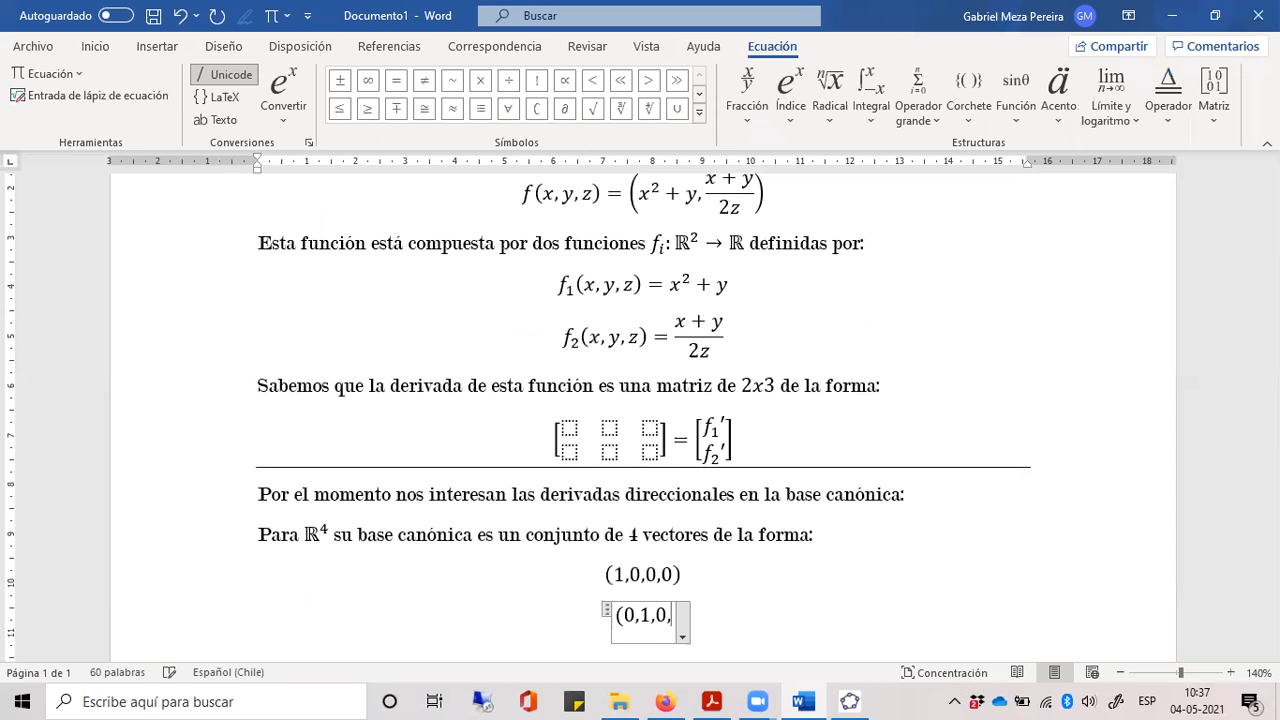 Autoguardado
Documento1 - Word
Buscar
Gabriel Meza Pereira
GM
Archivo Inicio Insertar Diseño Disposición Referencias Correspondencia Revisar Vista Ayuda Ecuación
Compartir Comentarios
π Ecuación
Entrada de lápiz de ecuación
Herramientas
/ Unicode
LaTeX
ab Texto
eˣ Convertir
Conversiones
± ∞ = ≠ ~ × ÷ ! ∝ < ≪ > ≫
≤ ≥ ∓ ≅ ≈ ≡ ∀ ∁ ∂ √ ∛ ∜ ∪
Símbolos
Fracción Índice Radical Integral Operador grande Corchete Función Acento Límite y logaritmo Operador Matriz
Estructuras
f(x, y, z) = (x² + y, (x + y)/2z)
Esta función está compuesta por dos funciones fᵢ: ℝ² → ℝ definidas por:
f₁(x, y, z) = x² + y
f₂(x, y, z) = (x + y)/2z
Sabemos que la derivada de esta función es una matriz de 2x3 de la forma:
[⬚ ⬚ ⬚; ⬚ ⬚ ⬚] = [f₁′; f₂′]
Por el momento nos interesan las derivadas direccionales en la base canónica:
Para ℝ⁴ su base canónica es un conjunto de 4 vectores de la forma:
(1,0,0,0)
(0,1,0,
Página 1 de 1 60 palabras Español (Chile) Concentración 140%
Escribe aquí para buscar
ESP
10:37
04-05-2021
5